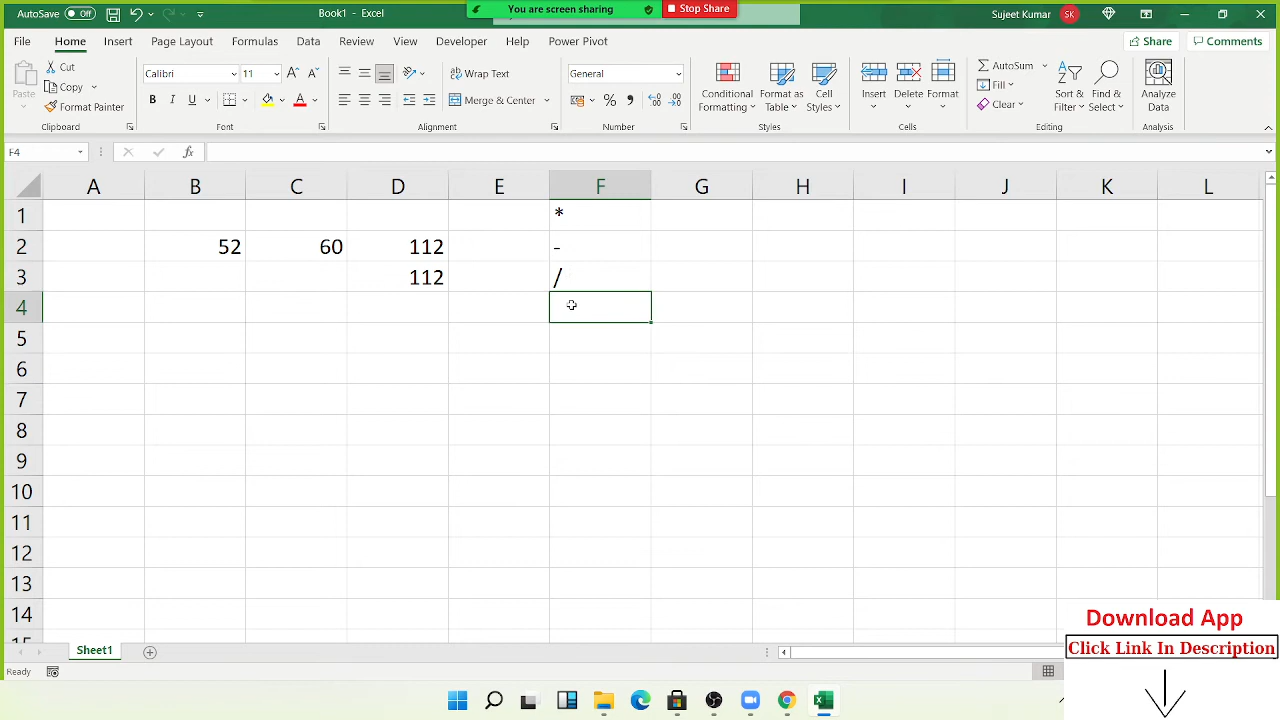 You are screen sharing Stop Share
AutoSave Off Book1 - Excel Sujeet Kumar SK
File Home Insert Page Layout Formulas Data Review View Developer Help Power Pivot Share Comments
Paste Cut Copy Format Painter Clipboard
Calibri 11 B I U A Font
Wrap Text Merge & Center Alignment
General % , Number
Conditional Formatting Format as Table Cell Styles Styles
Insert Delete Format Cells
AutoSum Fill Clear Sort & Filter Find & Select Editing
Analyze Data Analysis
F4 fx
A B C D E F G H I J K L
1 *
2 52 60 112 -
3 112 /
4
5
6
7
8
9
10
11
12
13
14
15
Sheet1
Ready
Download App
Click Link In Description